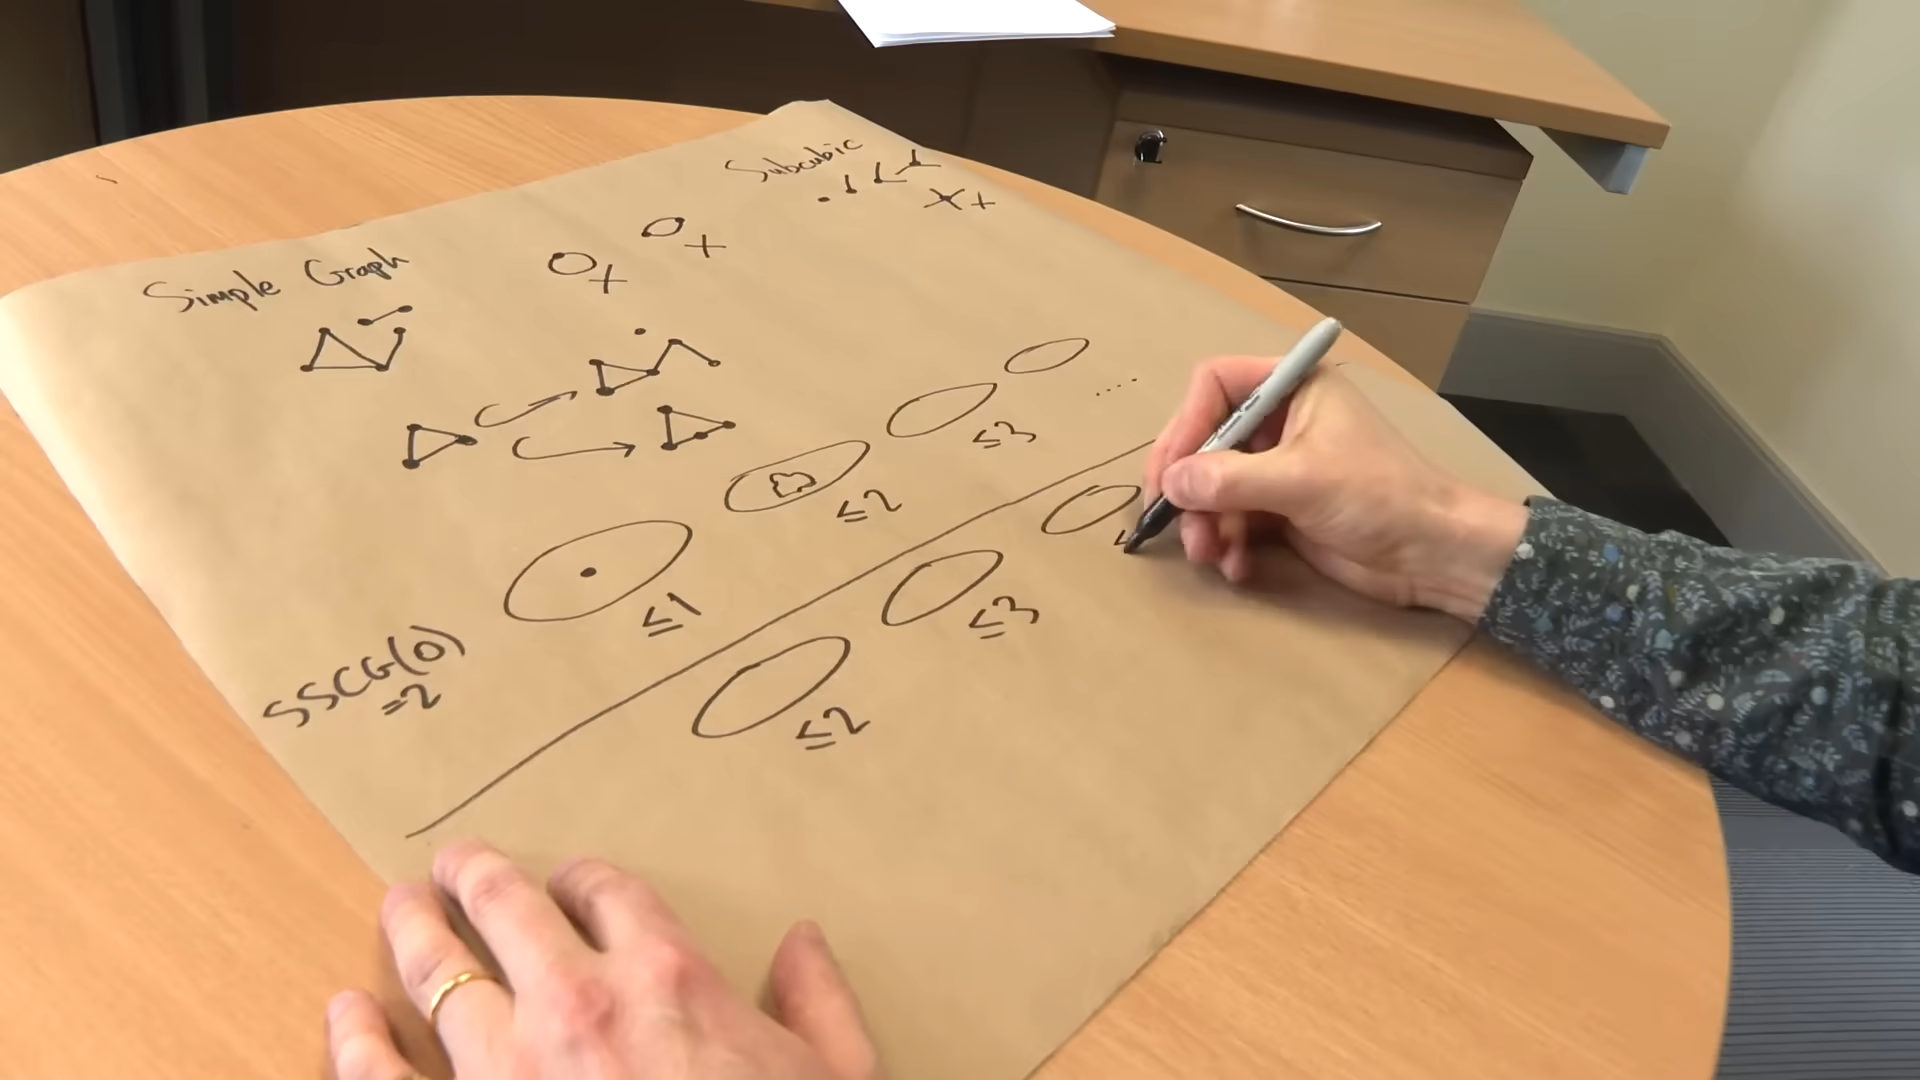 Subcubic
Simple Graph
≤3
≤2
≤1
SSCG(0)
=2
≤3
≤2